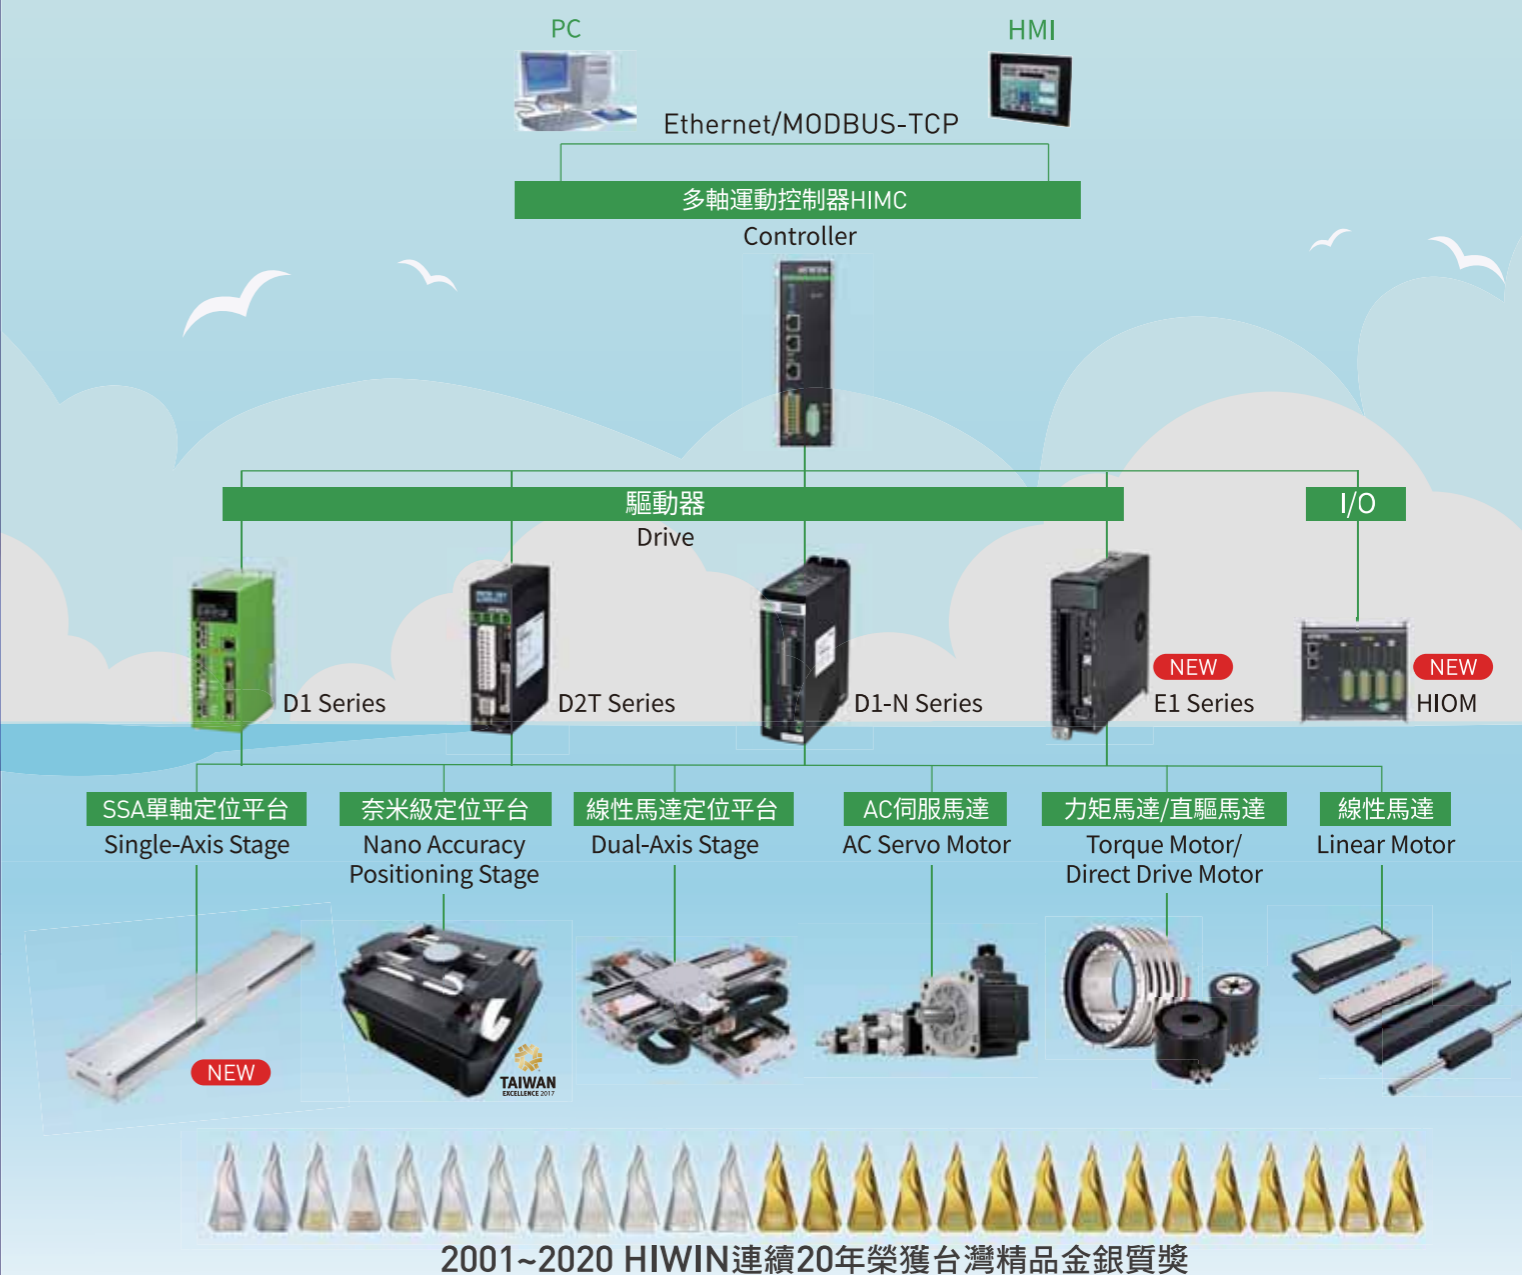 PC
HMI
Ethernet/MODBUS-TCP
多軸運動控制器HIMC
Controller
驅動器
I/O
Drive
NEW
NEW
D1 Series
D2T Series
D1-N Series
E1 Series
HIOM
SSA單軸定位平台
奈米級定位平台
線性馬達定位平台
AC伺服馬達
力矩馬達/直驅馬達
線性馬達
Single-Axis Stage
Nano Accuracy
Positioning Stage
Dual-Axis Stage
AC Servo Motor
Torque Motor/
Direct Drive Motor
Linear Motor
NEW
TAIWAN
EXCELLENCE 2017
2001~2020 HIWIN連續20年榮獲台灣精品金銀質獎